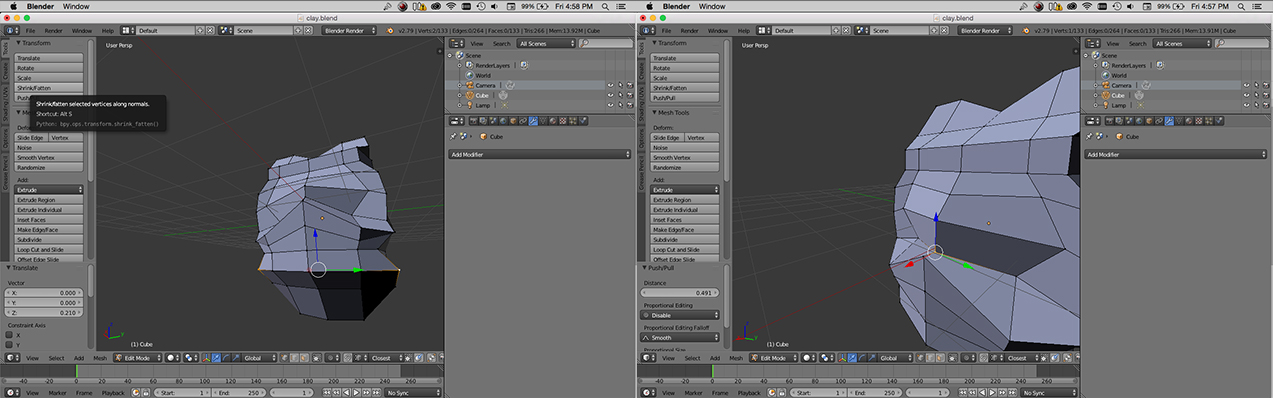 Blender Window 99% Fri 4:58 PM
clay.blend
File Render Window Help Default Scene Blender Render v2.79 | Verts:2/133 | Edges:0/264 | Faces:0/133 | Tris:266 | Mem:13.92M | Cube
Transform
Translate
Rotate
Scale
Shrink/Fatten
Push/Pull
Shrink/fatten selected vertices along normals.
Shortcut: Alt S
Python: bpy.ops.transform.shrink_fatten()
Deform:
Slide Edge Vertex
Noise
Smooth Vertex
Randomize
Add:
Extrude
Extrude Region
Extrude Individual
Inset Faces
Make Edge/Face
Subdivide
Loop Cut and Slide
Offset Edge Slide
Tools
Create
Shading / UVs
Options
Grease Pencil
Translate
Vector
X: 0.000
Y: 0.000
Z: 0.210
Constraint Axis
X
Y
User Persp
(1) Cube
View Search All Scenes
Scene
RenderLayers
World
Camera
Cube
Lamp
Cube
Add Modifier
View Select Add Mesh Edit Mode Global Closest
-40 -20 0 20 40 60 80 100 120 140 160 180 200 220 240 260
View Marker Frame Playback Start: 1 End: 250 1 No Sync
Blender Window 99% Fri 4:57 PM
clay.blend
File Render Window Help Default Scene Blender Render v2.79 | Verts:1/133 | Edges:0/264 | Faces:0/133 | Tris:266 | Mem:13.91M | Cube
Transform
Translate
Rotate
Scale
Shrink/Fatten
Push/Pull
Mesh Tools
Deform:
Slide Edge Vertex
Noise
Smooth Vertex
Randomize
Add:
Extrude
Extrude Region
Extrude Individual
Inset Faces
Make Edge/Face
Subdivide
Loop Cut and Slide
Offset Edge Slide
Tools
Create
Shading / UVs
Options
Grease Pencil
Push/Pull
Distance
0.491
Proportional Editing
Disable
Proportional Editing Falloff
Smooth
User Persp
(1) Cube
View Search All Scenes
Scene
RenderLayers
World
Camera
Cube
Lamp
Cube
Add Modifier
View Select Add Mesh Edit Mode Global Closest
-40 -20 0 20 40 60 80 100 120 140 160 180 200 220 240 260
View Marker Frame Playback Start: 1 End: 250 1 No Sync